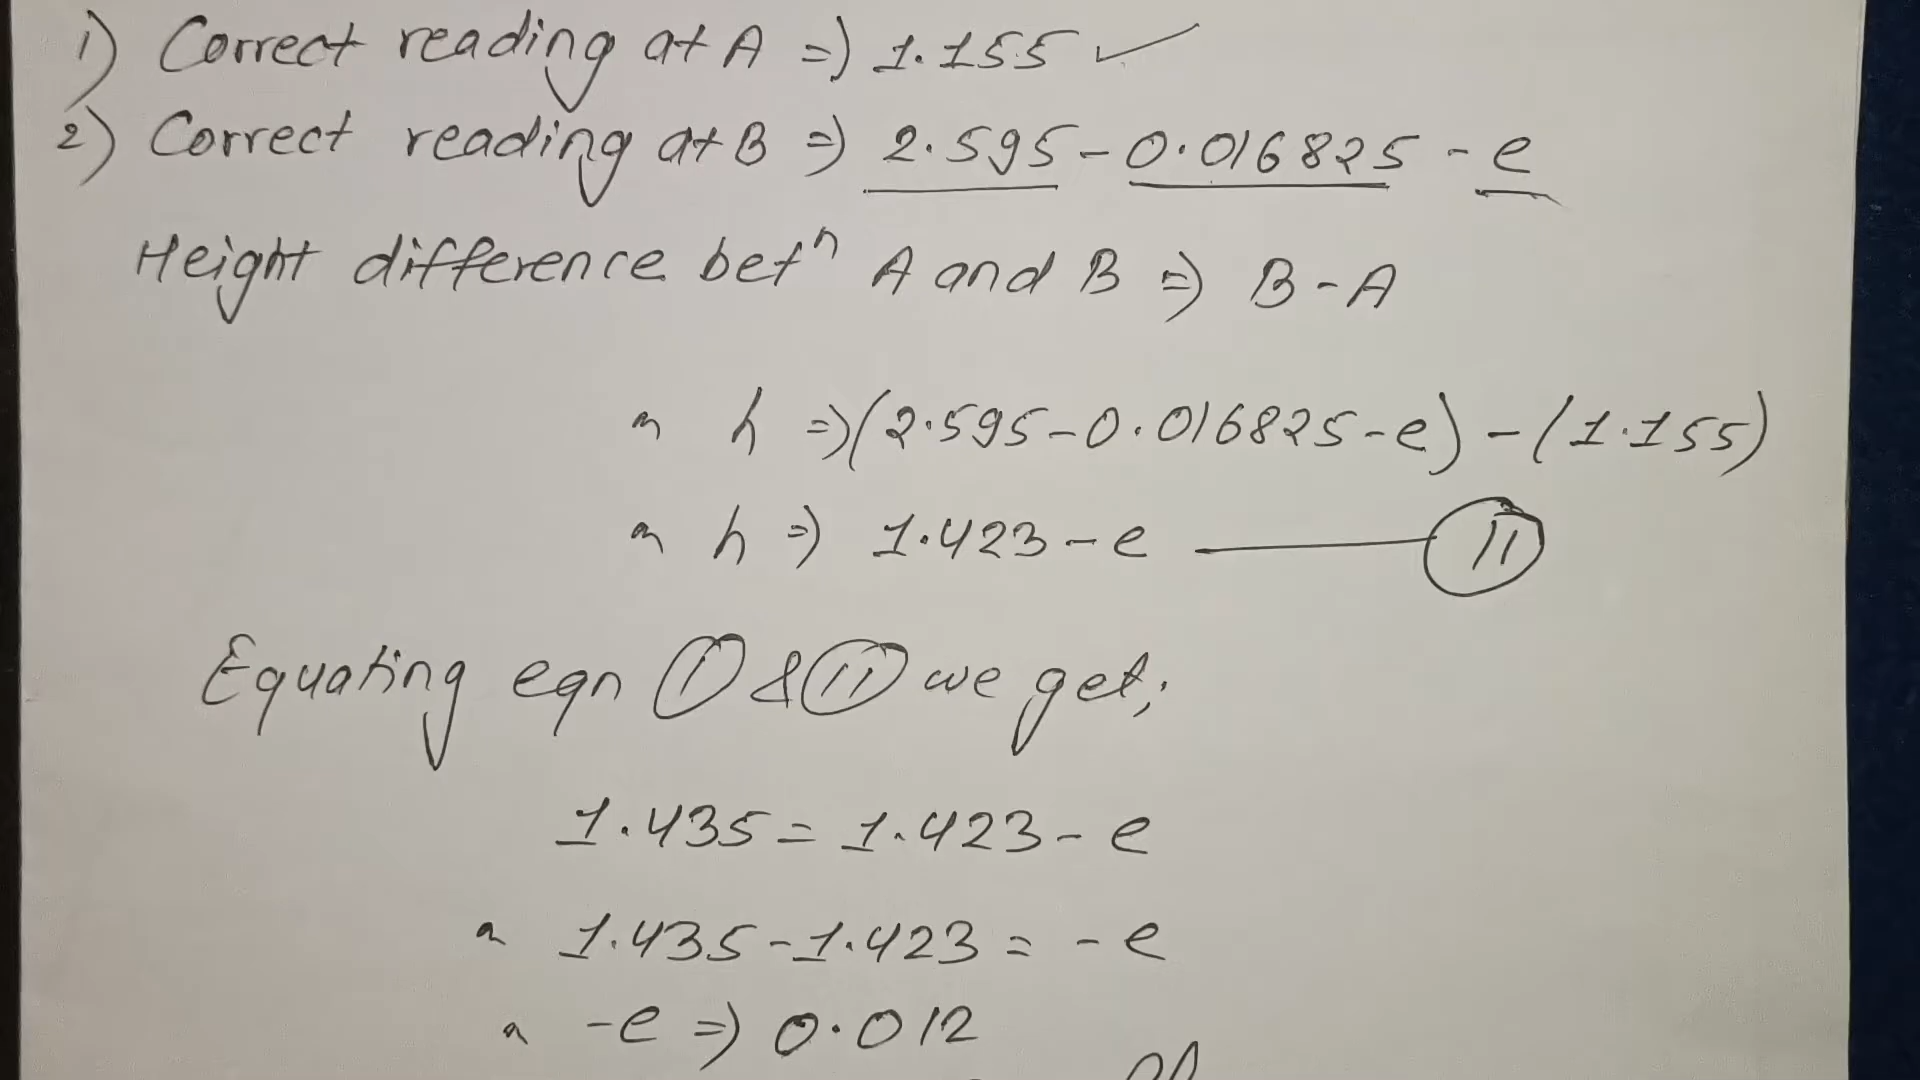 1) Correct reading at A => 1.155 ✓
2) Correct reading at B => 2.595 - 0.016825 - e
Height difference betⁿ A and B => B - A
h => (2.595 - 0.016825 - e) - (1.155)
h => 1.423 - e — II
Equating eqn I & II we get;
1.435 = 1.423 - e
1.435 - 1.423 = - e
-e => 0.012